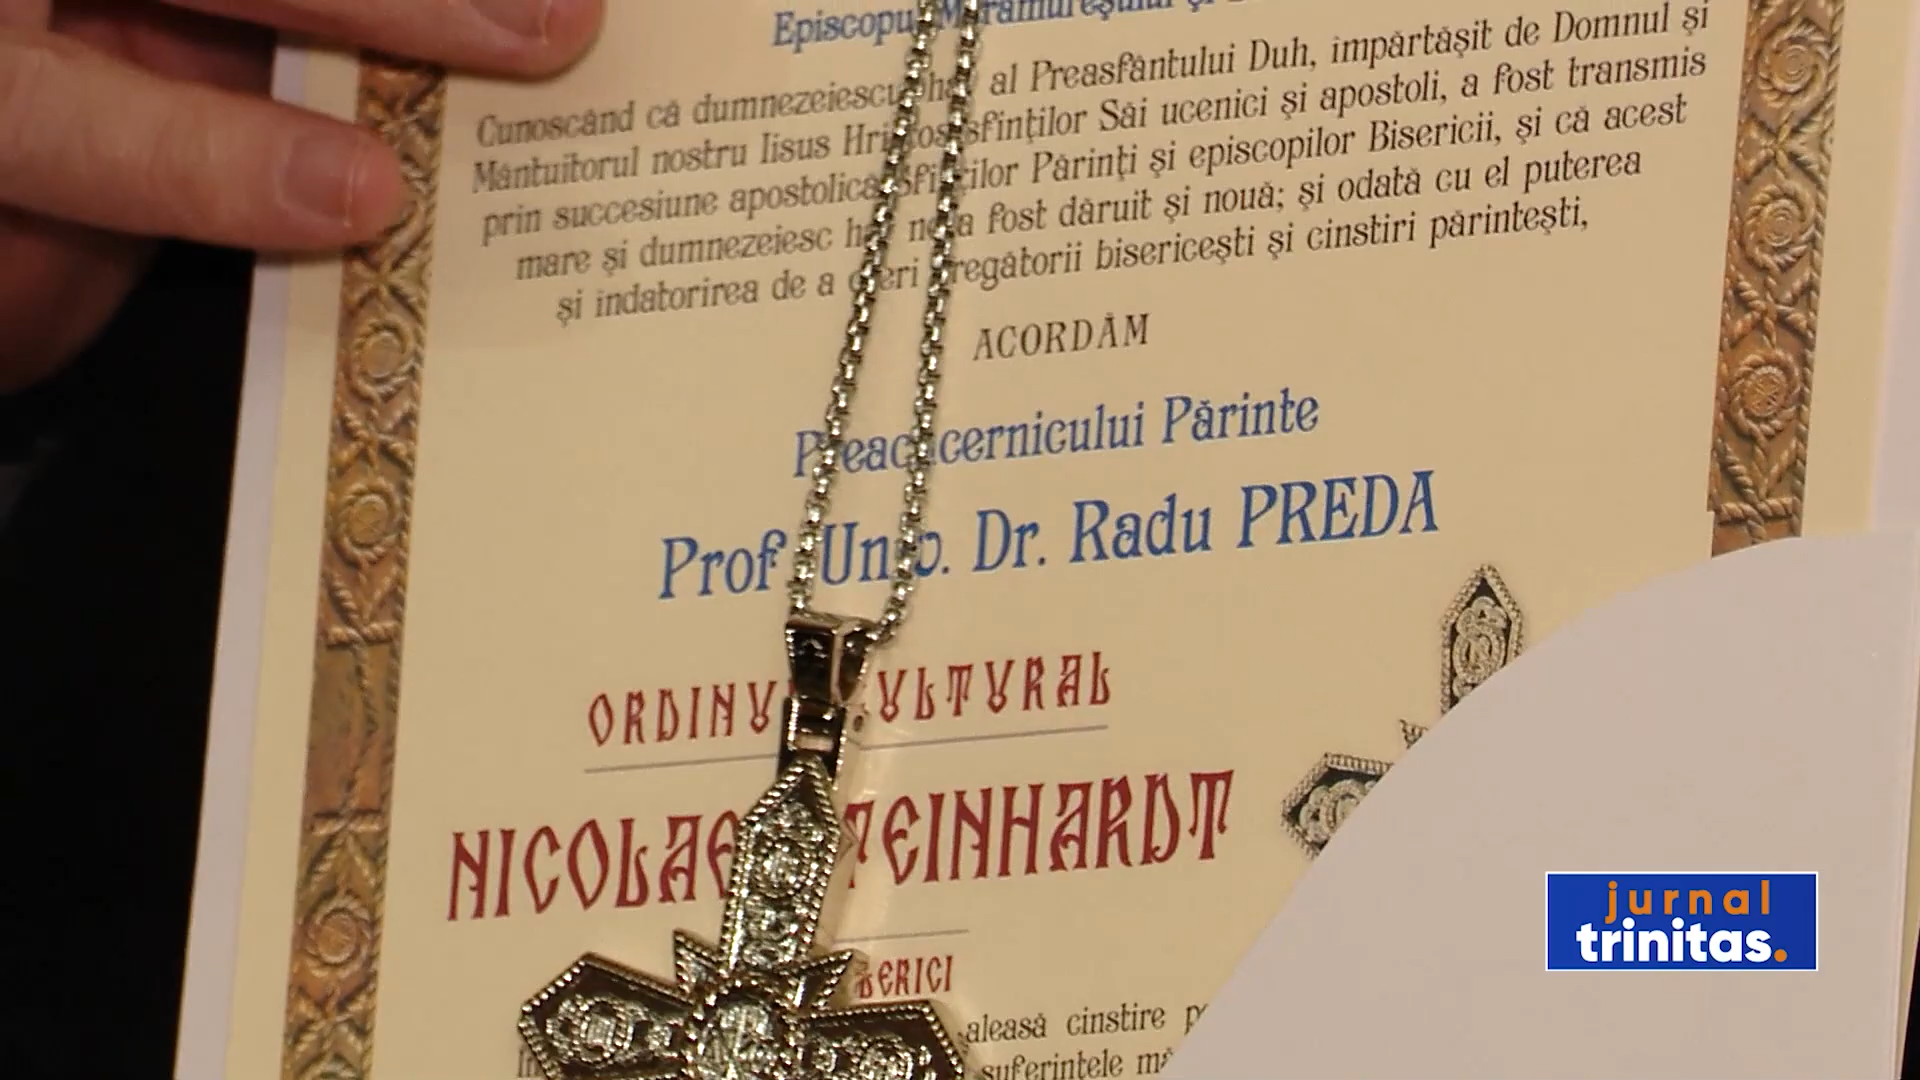 Episcopul Maramureșului și
Cunoscând că dumnezeiescul har al Preasfântului Duh, împărtășit de Domnul și
Mântuitorul nostru Iisus Hristos sfinților Săi ucenici și apostoli, a fost transmis
prin succesiune apostolică sfinților Părinți și episcopilor Bisericii, și că acest
mare și dumnezeiesc har ne-a fost dăruit și nouă; și odată cu el puterea
și îndatorirea de a oferi dregătorii bisericești și cinstiri părintești,
ACORDĂM
Preacucernicului Părinte
Prof. Univ. Dr. Radu PREDA
ORDINUL CULTURAL
NICOLAE STEINHARDT
aleasă cinstire
suferințele
jurnal
trinitas.